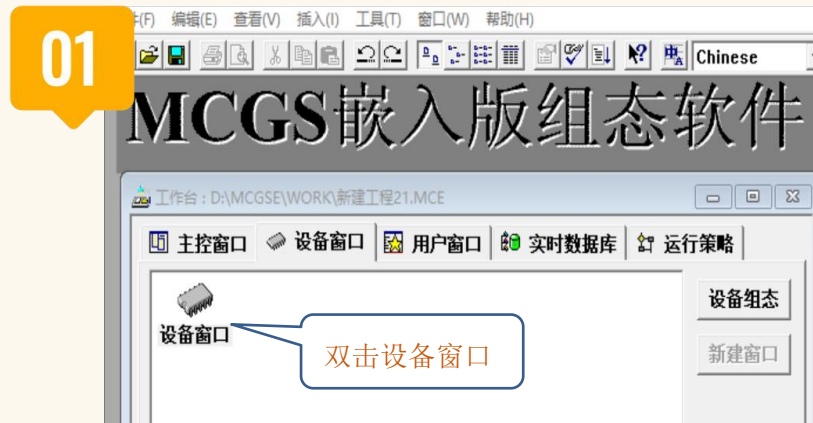 01
(F) 编辑(E) 查看(V) 插入(I) 工具(T) 窗口(W) 帮助(H)
Chinese
MCGS嵌入版组态软件
工作台 : D:\MCGSE\WORK\新建工程21.MCE
主控窗口 设备窗口 用户窗口 实时数据库 运行策略
设备窗口
设备组态
双击设备窗口
新建窗口